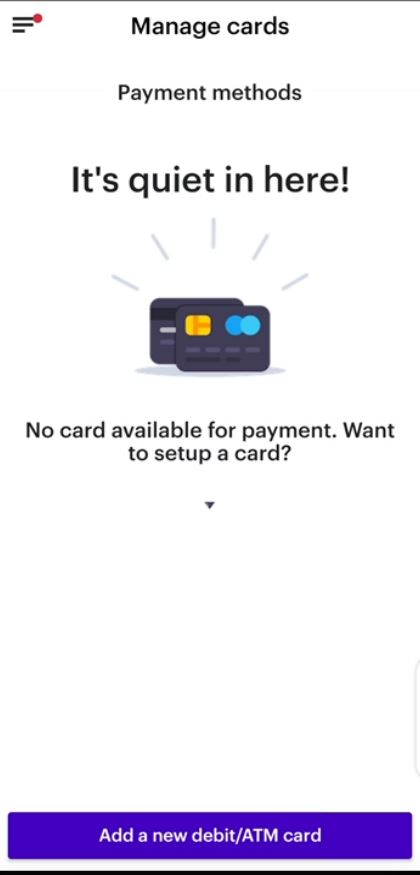 Manage cards
Payment methods
It's quiet in here!
No card available for payment. Want
to setup a card?
Add a new debit/ATM card